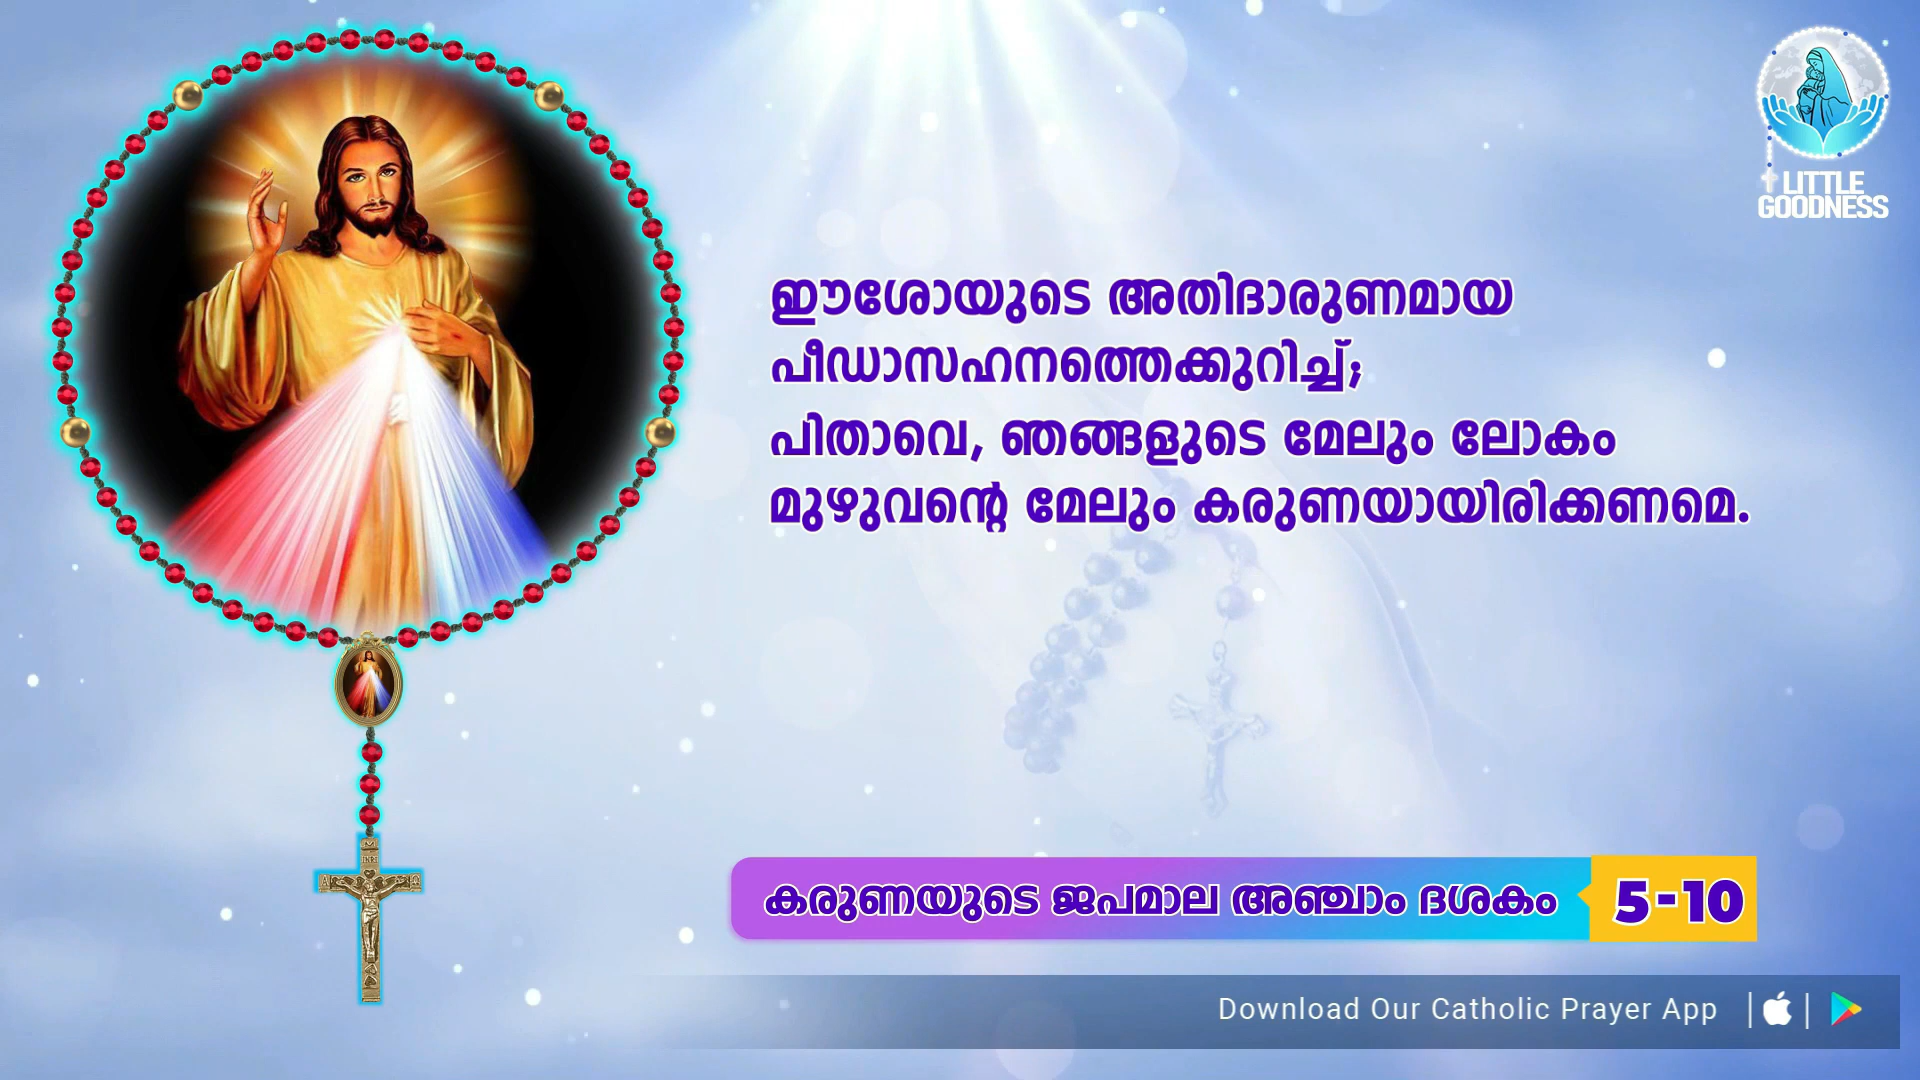 LITTLE
GOODNESS
ഈശോയുടെ അതിദാരുണമായ
പീഡാസഹനത്തെക്കുറിച്ച്;
പിതാവെ, ഞങ്ങളുടെ മേലും ലോകം
മുഴുവന്റെ മേലും കരുണയായിരിക്കണമെ.
INRI
കരുണയുടെ ജപമാല അഞ്ചാം ദശകം 5-10
Download Our Catholic Prayer App